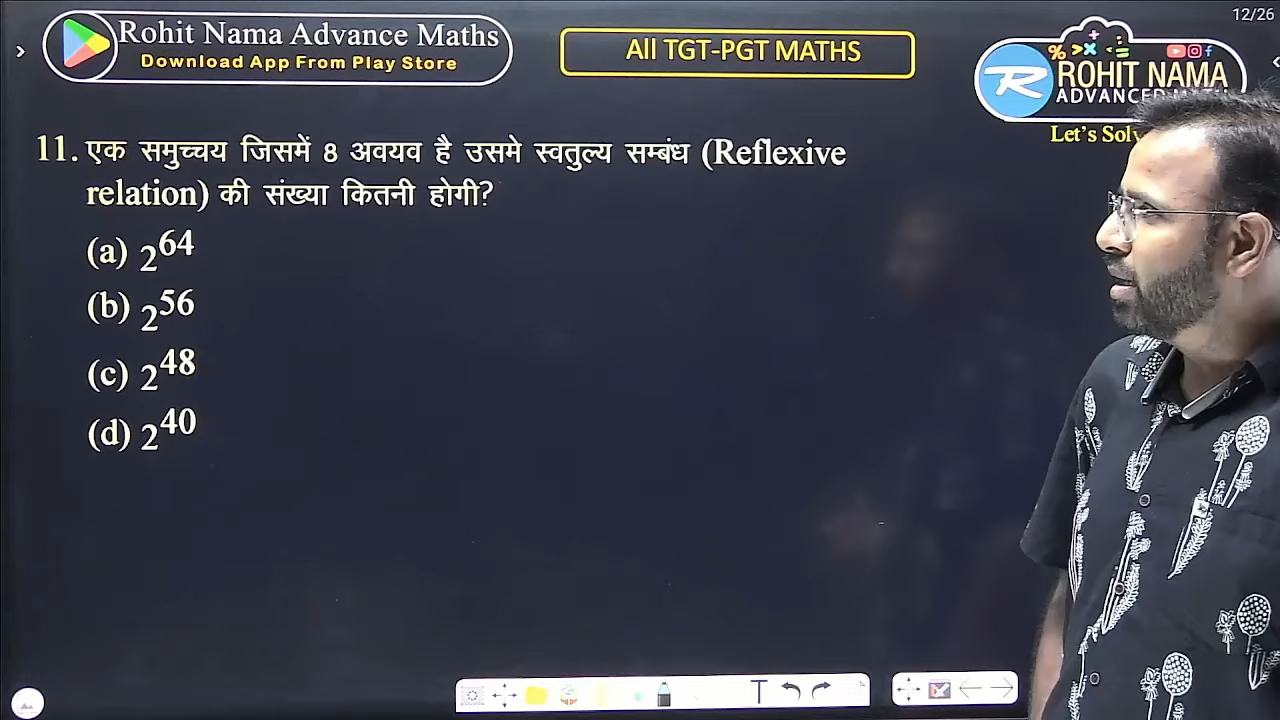 12/26
Rohit Nama Advance Maths
Download App From Play Store
All TGT-PGT MATHS
ROHIT NAMA
Let's
11. एक समुच्चय जिसमें 8 अवयव है उसमे स्वतुल्य सम्बंध (Reflexive
relation) की संख्या कितनी होगी?
(a) 2^64
(b) 2^56
(c) 2^48
(d) 2^40